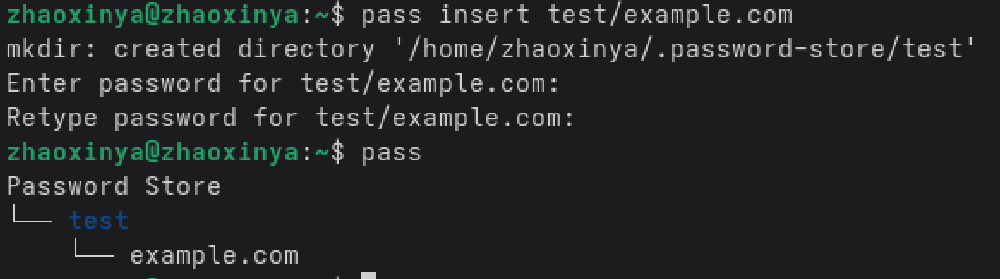 zhaoxinya@zhaoxinya:~$ pass insert test/example.com
mkdir: created directory '/home/zhaoxinya/.password-store/test'
Enter password for test/example.com:
Retype password for test/example.com:
zhaoxinya@zhaoxinya:~$ pass
Password Store
└── test
    └── example.com